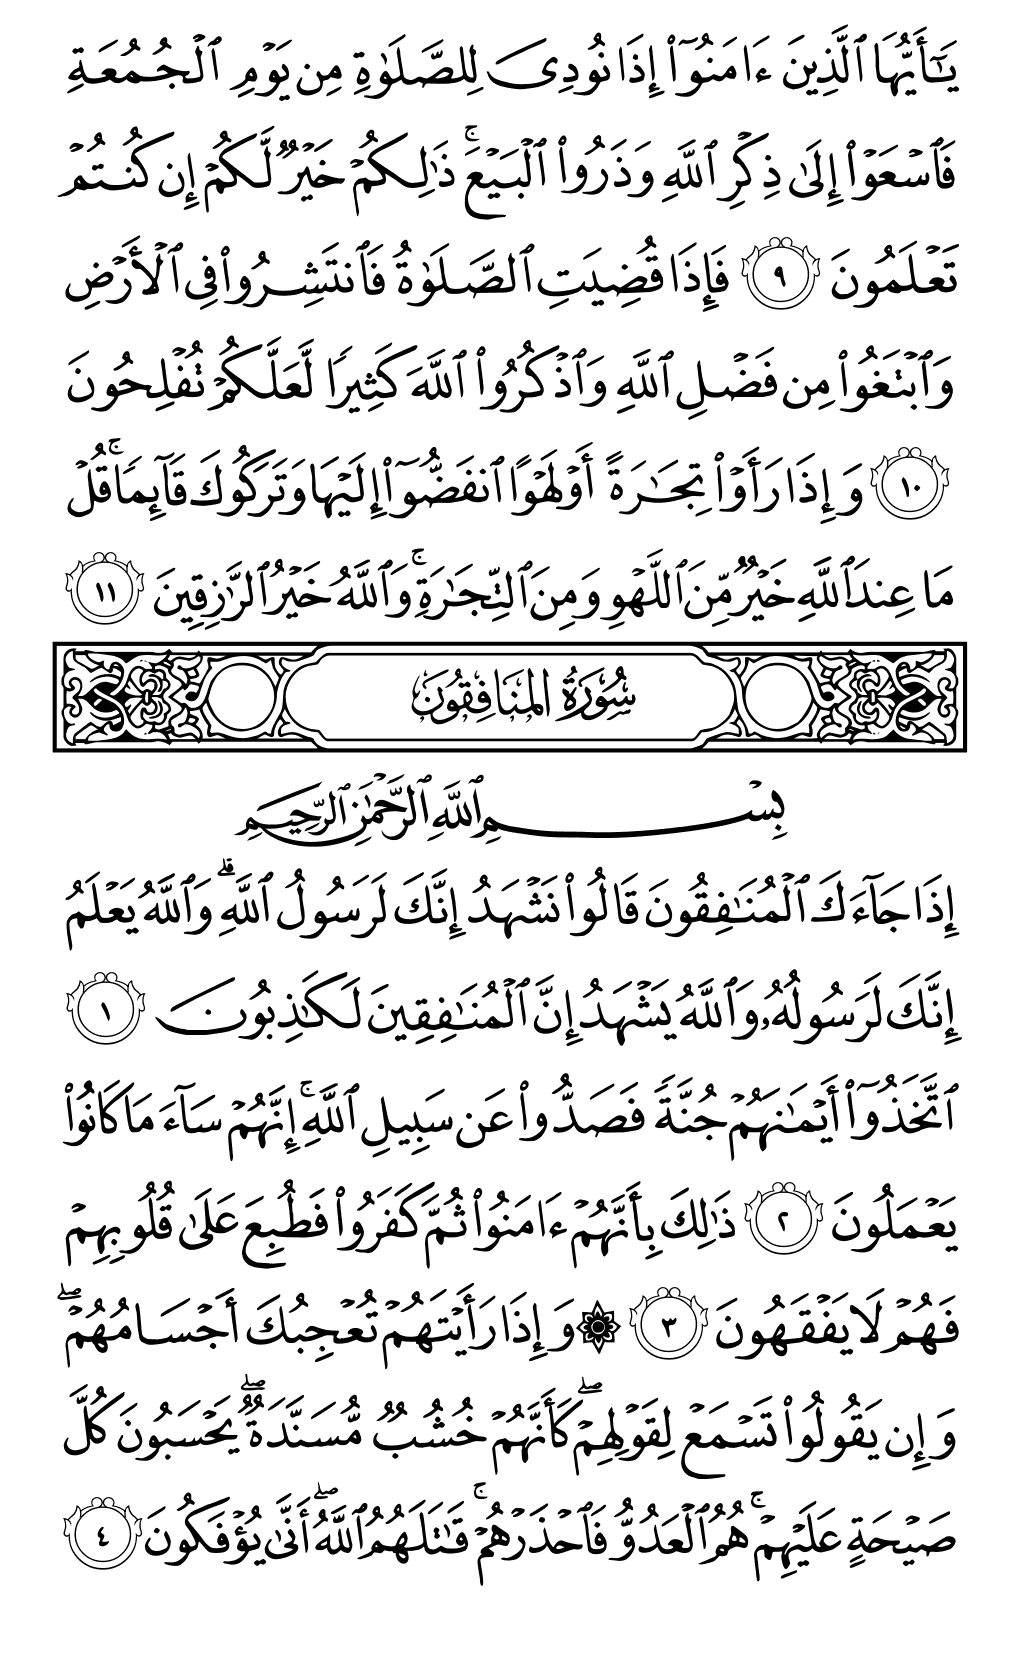 يَـٰٓأَيُّهَا ٱلَّذِينَ ءَامَنُوٓا۟ إِذَا نُودِىَ لِلصَّلَوٰةِ مِن يَوْمِ ٱلْجُمُعَةِ
فَٱسْعَوْا۟ إِلَىٰ ذِكْرِ ٱللَّهِ وَذَرُوا۟ ٱلْبَيْعَ ۚ ذَٰلِكُمْ خَيْرٌ لَّكُمْ إِن كُنتُمْ
تَعْلَمُونَ ٩ فَإِذَا قُضِيَتِ ٱلصَّلَوٰةُ فَٱنتَشِرُوا۟ فِى ٱلْأَرْضِ
وَٱبْتَغُوا۟ مِن فَضْلِ ٱللَّهِ وَٱذْكُرُوا۟ ٱللَّهَ كَثِيرًا لَّعَلَّكُمْ تُفْلِحُونَ
١٠ وَإِذَا رَأَوْا۟ تِجَـٰرَةً أَوْ لَهْوًا ٱنفَضُّوٓا۟ إِلَيْهَا وَتَرَكُوكَ قَآئِمًا ۚ قُلْ
مَا عِندَ ٱللَّهِ خَيْرٌ مِّنَ ٱللَّهْوِ وَمِنَ ٱلتِّجَـٰرَةِ ۚ وَٱللَّهُ خَيْرُ ٱلرَّٰزِقِينَ ١١
سُورَةُ المُنَافِقُونَ
بِسْمِ ٱللَّهِ ٱلرَّحْمَـٰنِ ٱلرَّحِيمِ
إِذَا جَآءَكَ ٱلْمُنَـٰفِقُونَ قَالُوا۟ نَشْهَدُ إِنَّكَ لَرَسُولُ ٱللَّهِ ۗ وَٱللَّهُ يَعْلَمُ
إِنَّكَ لَرَسُولُهُۥ وَٱللَّهُ يَشْهَدُ إِنَّ ٱلْمُنَـٰفِقِينَ لَكَـٰذِبُونَ ١
ٱتَّخَذُوٓا۟ أَيْمَـٰنَهُمْ جُنَّةً فَصَدُّوا۟ عَن سَبِيلِ ٱللَّهِ ۚ إِنَّهُمْ سَآءَ مَا كَانُوا۟
يَعْمَلُونَ ٢ ذَٰلِكَ بِأَنَّهُمْ ءَامَنُوا۟ ثُمَّ كَفَرُوا۟ فَطُبِعَ عَلَىٰ قُلُوبِهِمْ
فَهُمْ لَا يَفْقَهُونَ ٣ ۞ وَإِذَا رَأَيْتَهُمْ تُعْجِبُكَ أَجْسَامُهُمْ ۖ
وَإِن يَقُولُوا۟ تَسْمَعْ لِقَوْلِهِمْ ۖ كَأَنَّهُمْ خُشُبٌ مُّسَنَّدَةٌ ۖ يَحْسَبُونَ كُلَّ
صَيْحَةٍ عَلَيْهِمْ ۚ هُمُ ٱلْعَدُوُّ فَٱحْذَرْهُمْ ۚ قَـٰتَلَهُمُ ٱللَّهُ ۖ أَنَّىٰ يُؤْفَكُونَ ٤